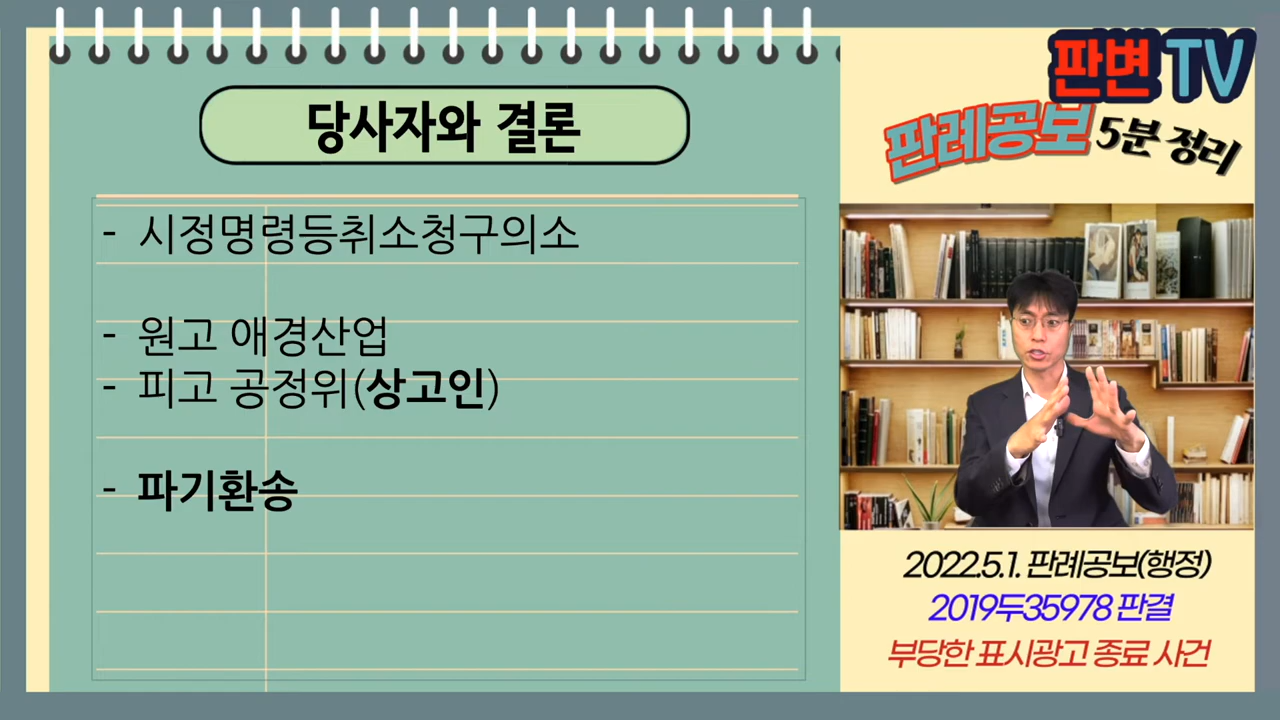 당사자와 결론
- 시정명령등취소청구의소
- 원고 애경산업
- 피고 공정위(상고인)
- 파기환송
판변 TV
판례공보 5분 정리
2022.5.1. 판례공보(행정)
2019두35978 판결
부당한 표시광고 종료 사건